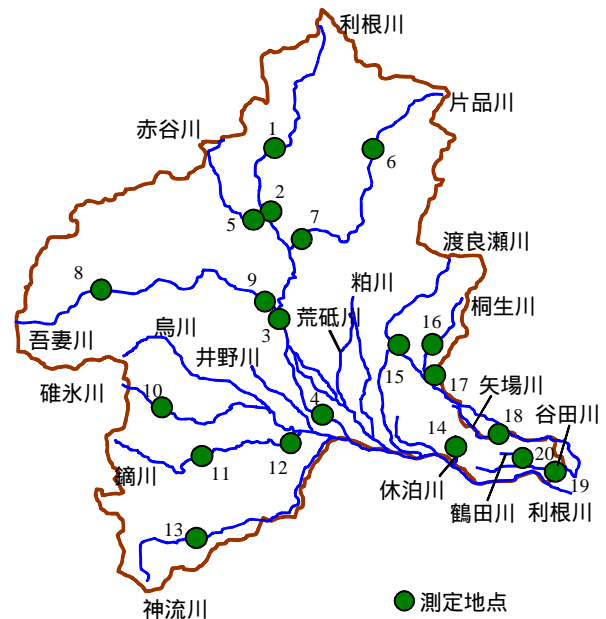 利根川
片品川
赤谷川
1
6
2
5
7
渡良瀬川
8
9
粕川
桐生川
3
荒砥川
吾妻川
烏川
16
井野川
15
17
碓氷川
10
矢場川
4
18
谷田川
14
12
20
11
鏑川
休泊川
19
鶴田川
利根川
13
神流川
測定地点